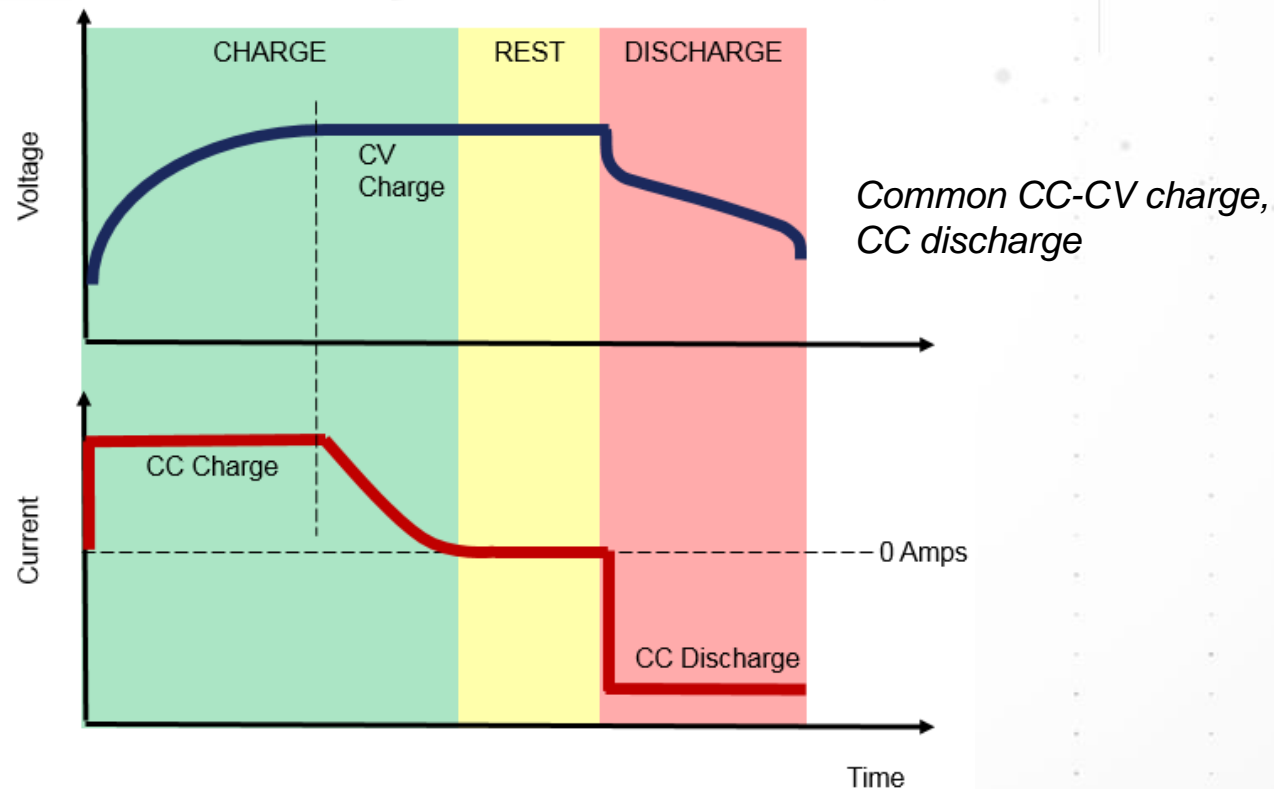 CHARGE
REST
DISCHARGE
Voltage
CV
Charge
Common CC-CV charge,
CC discharge
CC Charge
Current
0 Amps
CC Discharge
Time